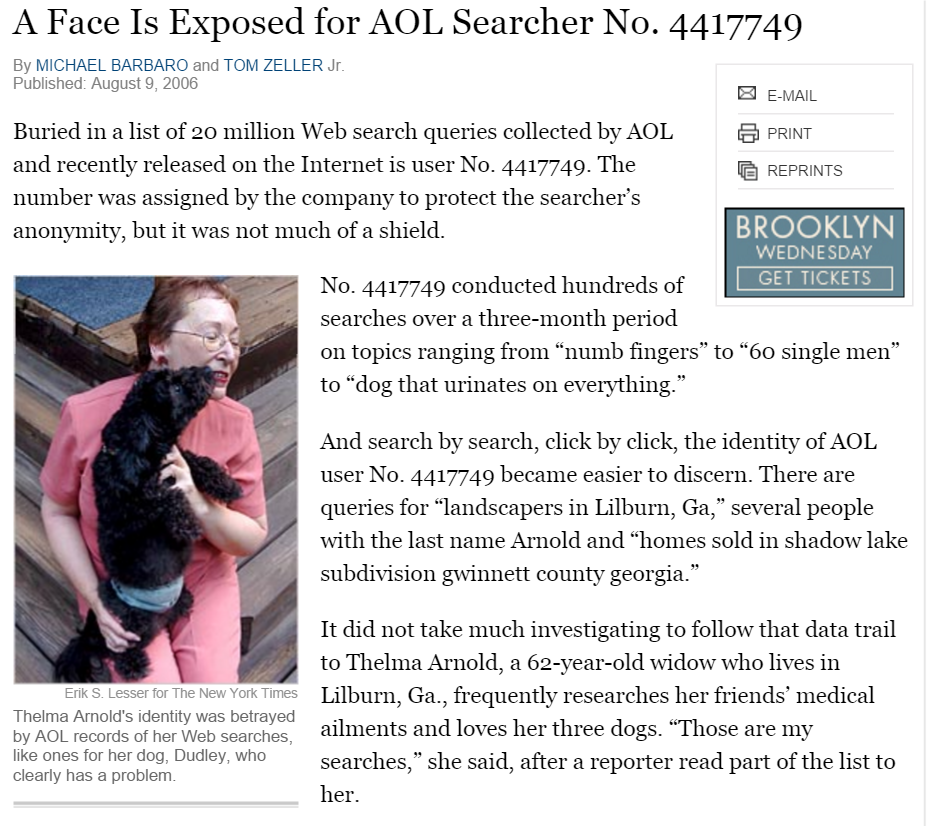 A Face Is Exposed for AOL Searcher No. 4417749
By MICHAEL BARBARO and TOM ZELLER Jr.
Published: August 9, 2006
E-MAIL
PRINT
REPRINTS
BROOKLYN
WEDNESDAY
GET TICKETS
Buried in a list of 20 million Web search queries collected by AOL
and recently released on the Internet is user No. 4417749. The
number was assigned by the company to protect the searcher’s
anonymity, but it was not much of a shield.
No. 4417749 conducted hundreds of
searches over a three-month period
on topics ranging from “numb fingers” to “60 single men”
to “dog that urinates on everything.”
And search by search, click by click, the identity of AOL
user No. 4417749 became easier to discern. There are
queries for “landscapers in Lilburn, Ga,” several people
with the last name Arnold and “homes sold in shadow lake
subdivision gwinnett county georgia.”
It did not take much investigating to follow that data trail
to Thelma Arnold, a 62-year-old widow who lives in
Lilburn, Ga., frequently researches her friends’ medical
ailments and loves her three dogs. “Those are my
searches,” she said, after a reporter read part of the list to
her.
Erik S. Lesser for The New York Times
Thelma Arnold's identity was betrayed
by AOL records of her Web searches,
like ones for her dog, Dudley, who
clearly has a problem.